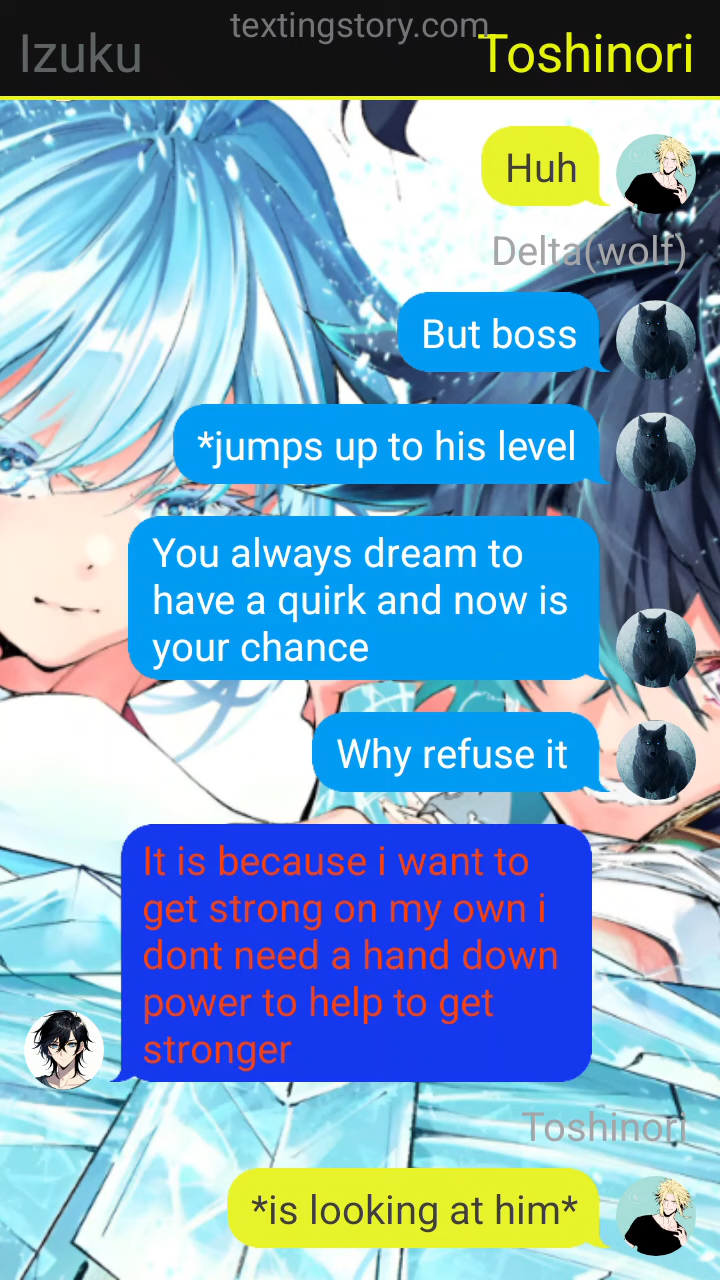 textingstory.com
Izuku
Toshinori
Huh
Delta(wolf)
But boss
*jumps up to his level
You always dream to
have a quirk and now is
your chance
Why refuse it
It is because i want to
get strong on my own i
dont need a hand down
power to help to get
stronger
Toshinori
*is looking at him*